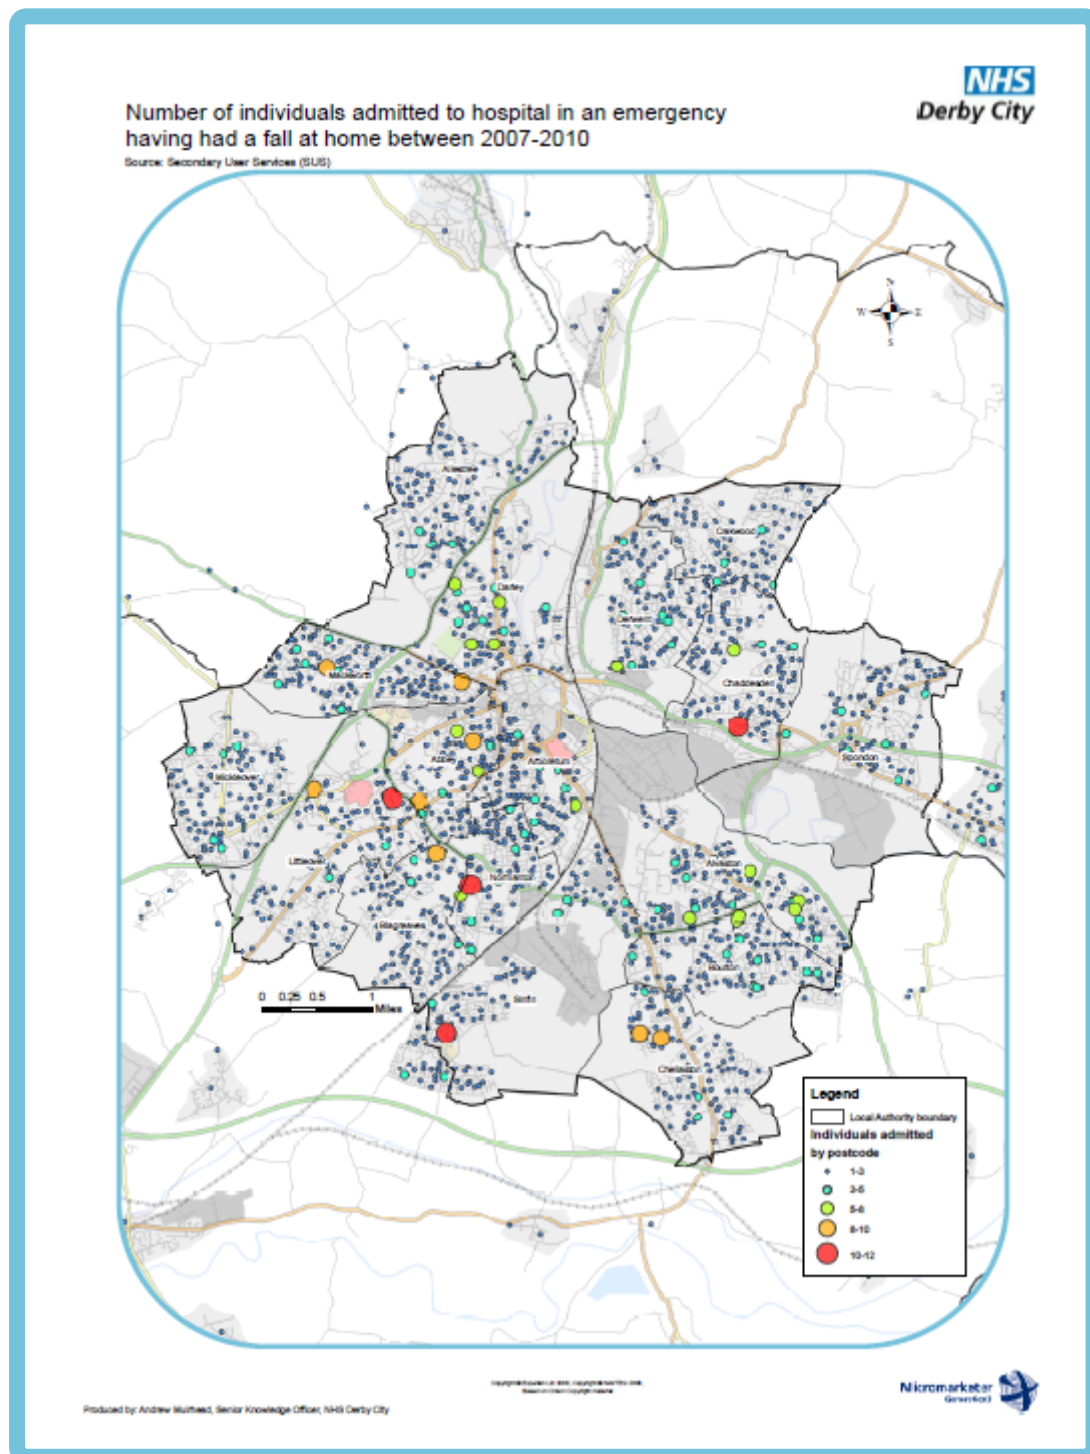 NHS
Derby City
Number of individuals admitted to hospital in an emergency
having had a fall at home between 2007-2010
Source: Secondary User Services (SUS)
N
W E
S
Allestree
Oakwood
Darley
Derwent
Mackworth
Chaddesden
Mickleover
Abbey
Arboretum
Spondon
Littleover
Normanton
Alvaston
Blagreaves
Boulton
Sinfin
Chellaston
0 0.25 0.5 1
Miles
Legend
Local Authority boundary
Individuals admitted
by postcode
1-3
3-5
5-8
8-10
10-12
Micromarketer
Generation3
Produced by: Andrew Muirhead, Senior Knowledge Officer, NHS Derby City